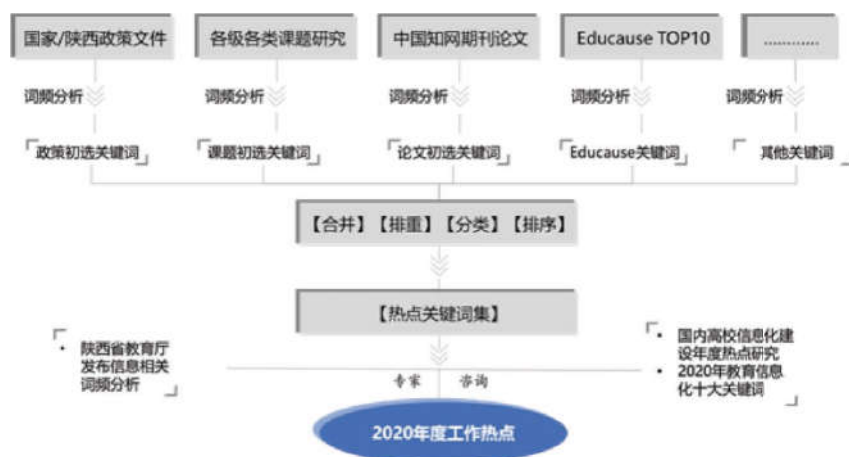 国家/陕西政策文件
各级各类课题研究
中国知网期刊论文
Educause TOP10
............
词频分析
词频分析
词频分析
词频分析
词频分析
「政策初选关键词」
「课题初选关键词」
「论文初选关键词」
「Educause关键词」
「其他关键词」
【合并】【排重】【分类】【排序】
【热点关键词集】
• 陕西省教育厅
发布信息相关
词频分析
• 国内高校信息化建
设年度热点研究
• 2020年教育信息
化十大关键词
专家 咨询
2020年度工作热点